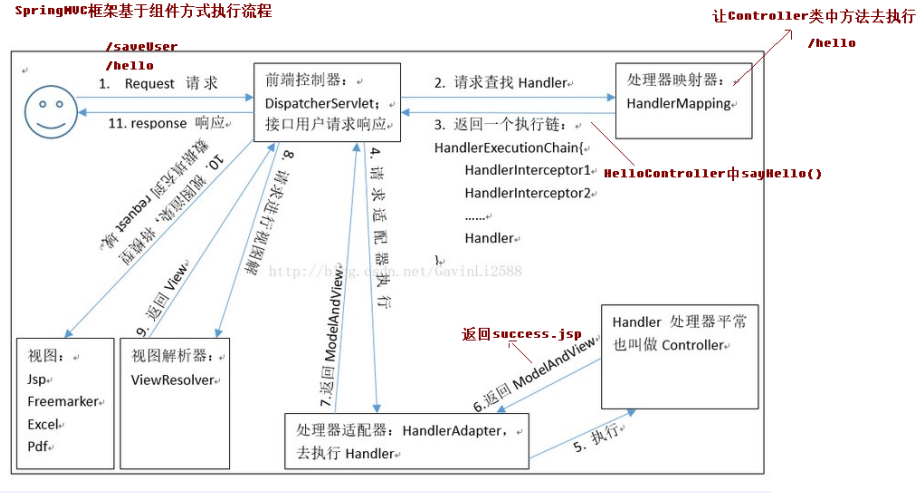 SpringMVC框架基于组件方式执行流程
让Controller类中方法去执行
/saveUser
/hello
/hello
1. Request 请求
11. response 响应
前端控制器：
DispatcherServlet；
接口用户请求响应
2. 请求查找 Handler
3. 返回一个执行链：
HandlerExecutionChain{
HandlerInterceptor1
HandlerInterceptor2
……
Handler
}
处理器映射器：
HandlerMapping
HelloController中sayHello()
10. 视图渲染，将模型
数据填充到 request 域。
9. 返回 View
8. 请求进行视图解
4. 请求适配器执行
7.返回 ModelAndView
http://blog.csdn.net/GavinLi2588
返回success.jsp
6.返回 ModelAndView
5. 执行
Handler 处理器平常
也叫做 Controller
视图：
Jsp
Freemarker
Excel
Pdf
视图解析器：
ViewResolver
处理器适配器：HandlerAdapter，
去执行 Handler